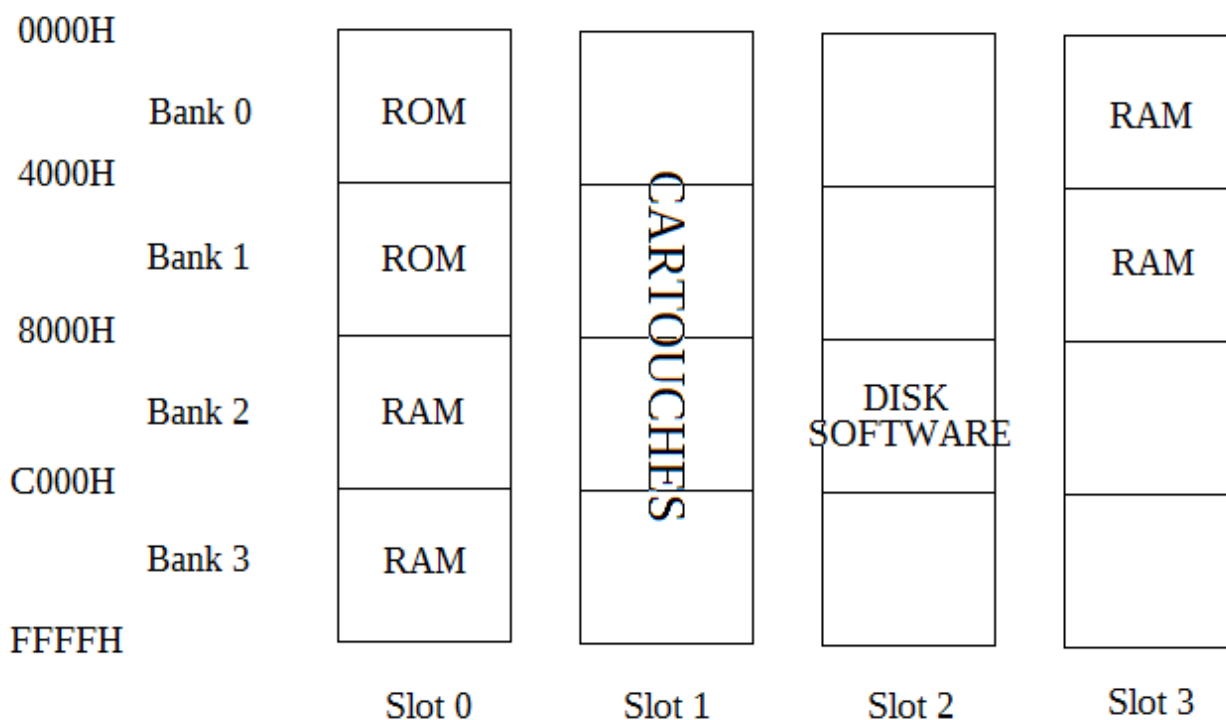 0000H
Bank 0 ROM RAM
4000H
Bank 1 ROM RAM
CARTOUCHES
8000H
Bank 2 RAM DISK
SOFTWARE
C000H
Bank 3 RAM
FFFFH
Slot 0 Slot 1 Slot 2 Slot 3